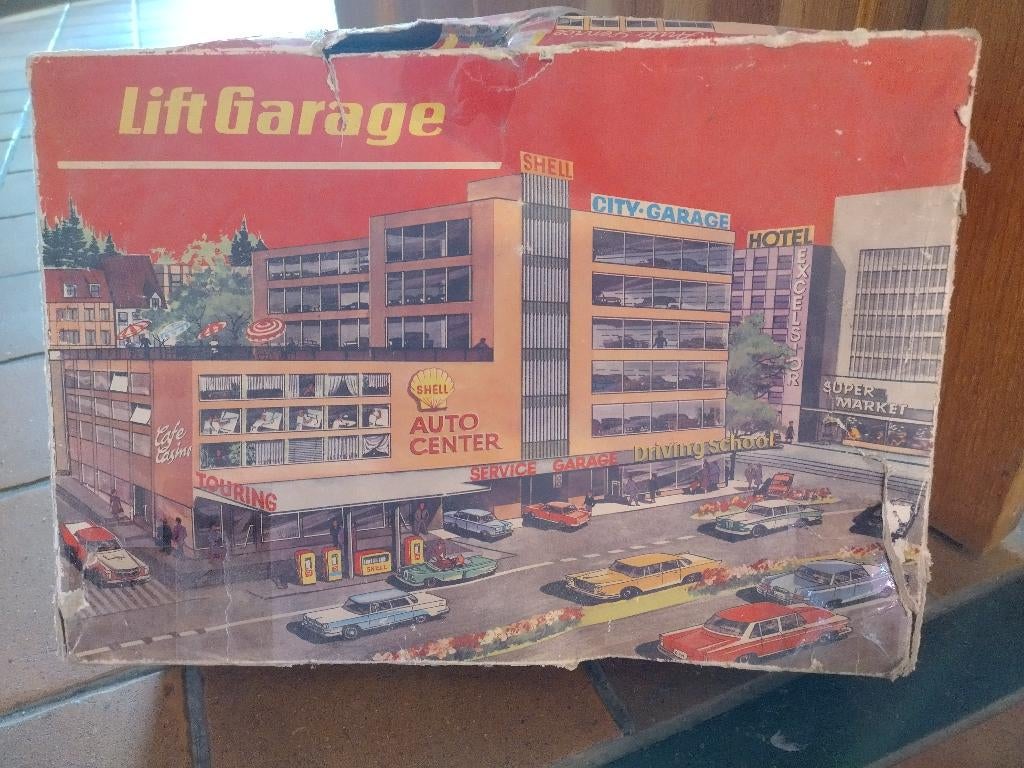 Lift Garage
SHELL
CITY-GARAGE
HOTEL
EXCELSIOR
SUPER
MARKET
SHELL
AUTO
CENTER
Driving school
SERVICE GARAGE
Cafe
TOURING
SHELL